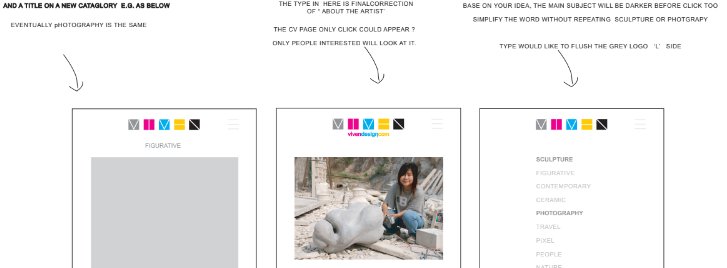 AND A TITLE ON A NEW CATAGLORY  E.G. AS BELOW
EVENTUALLY pHOTOGRAPHY IS THE SAME
THE TYPE IN  HERE IS FINALCORRECTION
OF " ABOUT THE ARTIST'
THE CV PAGE ONLY CLICK COULD APPEAR ?
ONLY PEOPLE INTERESTED WILL LOOK AT IT.
BASE ON YOUR IDEA, THE MAIN SUBJECT WILL BE DARKER BEFORE CLICK TOO
SIMPLIFY THE WORD WITHOUT REPEATING  SCULPTURE OR PHOTGRAPY
TYPE WOULD LIKE TO FLUSH THE GREY LOGO  'L'  SIDE
FIGURATIVE
vivendesign.com
SCULPTURE
FIGURATIVE
CONTEMPORARY
CERAMIC
PHOTOGRAPHY
TRAVEL
PIXEL
PEOPLE
NATURE